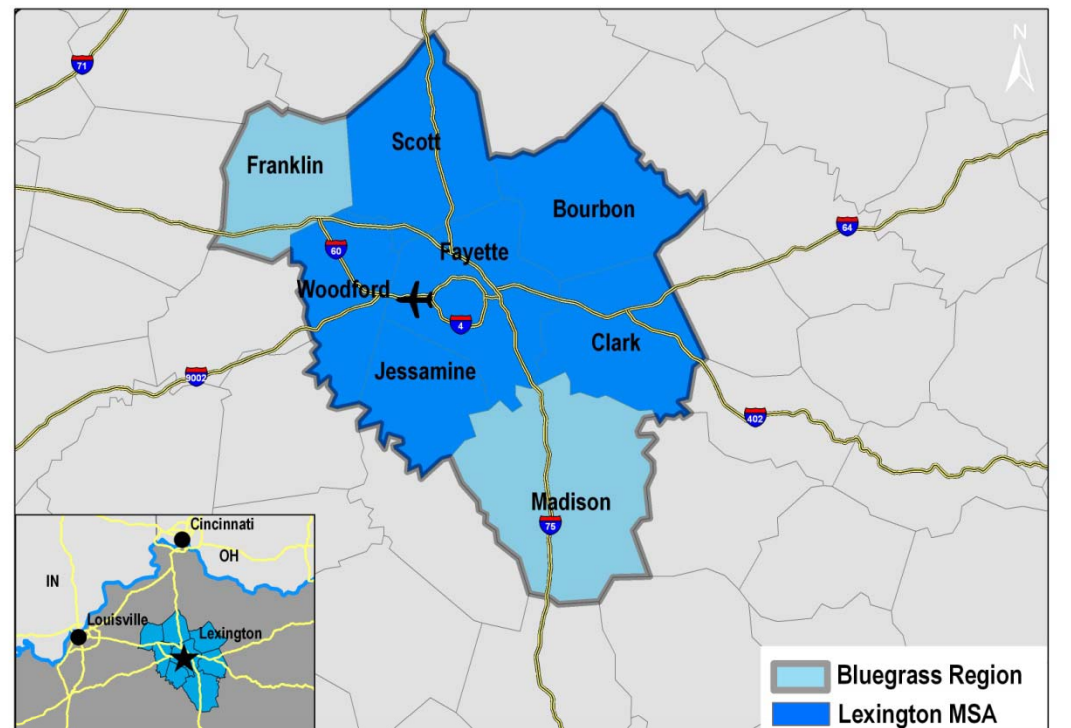 N
71
Scott
Franklin
Bourbon
64
60
Fayette
Woodford
4
Clark
Jessamine
9002
402
Madison
75
Cincinnati
OH
IN
Louisville
Lexington
Bluegrass Region
Lexington MSA